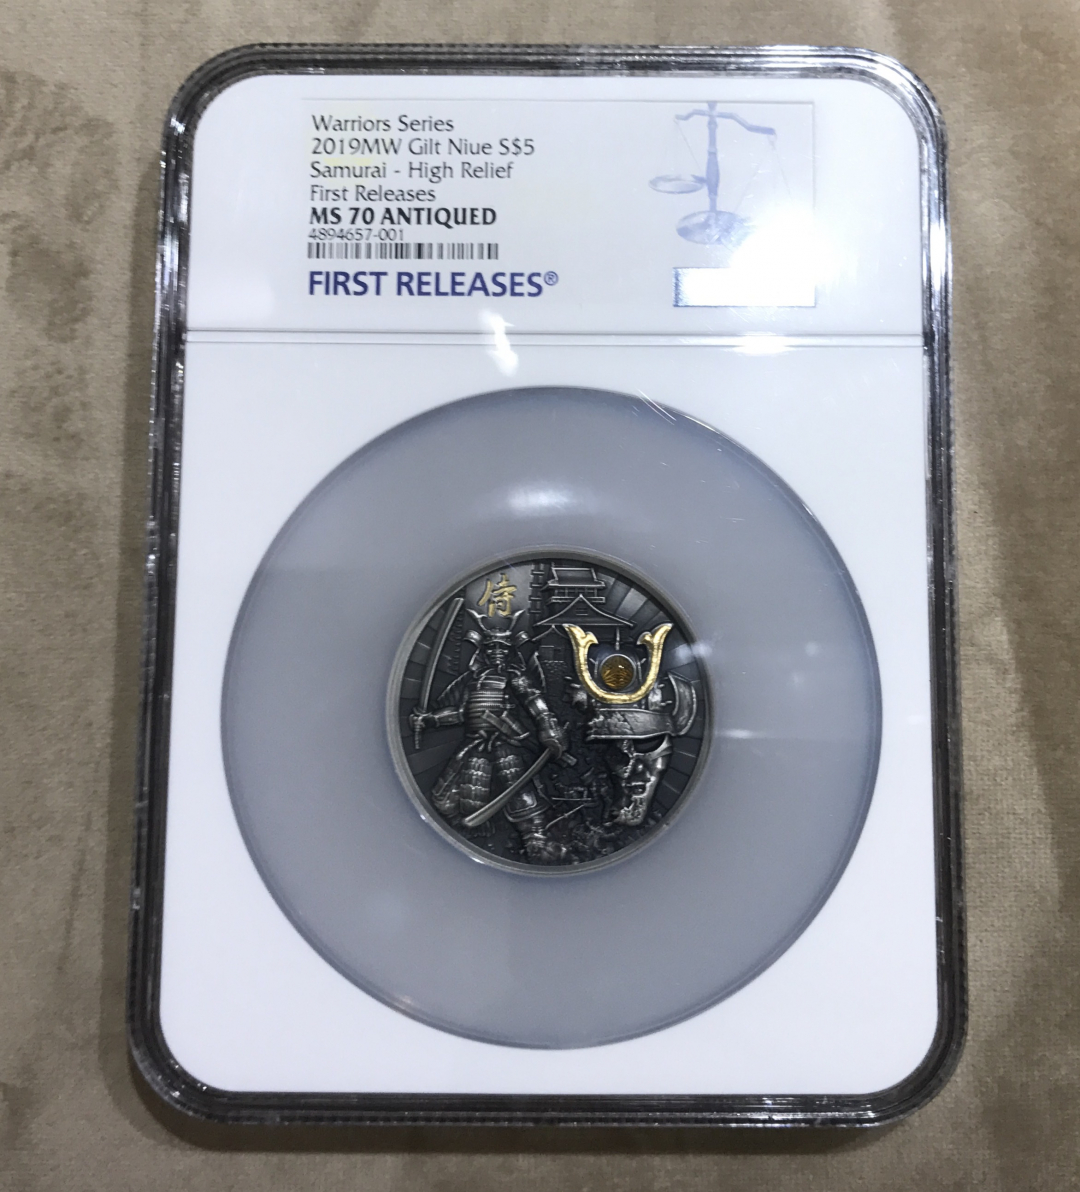 Warriors Series
2019MW Gilt Niue S$5
Samurai - High Relief
First Releases
MS 70 ANTIQUED
4894657-001
FIRST RELEASES®
侍